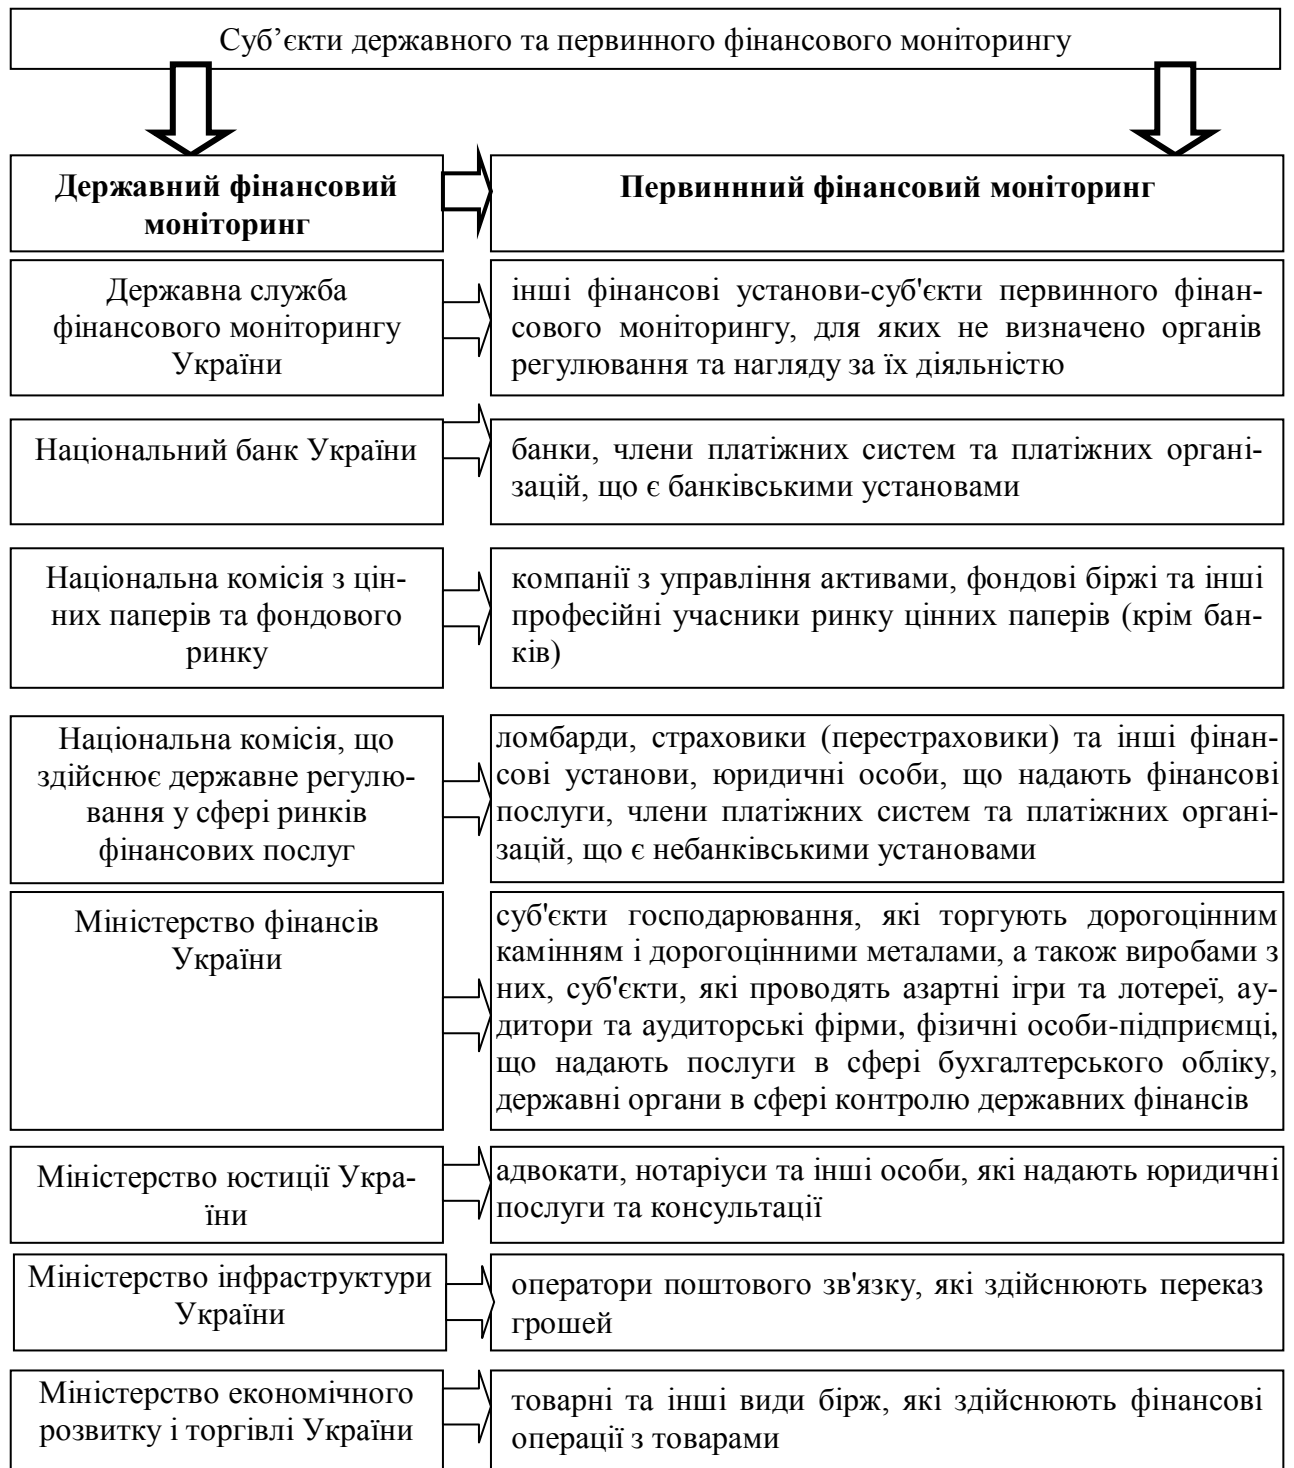 Суб’єкти державного та первинного фінансового моніторингу
Державний фінансовий
моніторинг
Первиннний фінансовий моніторинг
Державна служба
фінансового моніторингу
України
інші фінансові установи-суб'єкти первинного фінан-
сового моніторингу, для яких не визначено органів
регулювання та нагляду за їх діяльністю
Національний банк України
банки, члени платіжних систем та платіжних органі-
зацій, що є банківськими установами
Національна комісія з цін-
них паперів та фондового
ринку
компанії з управління активами, фондові біржі та інші
професійні учасники ринку цінних паперів (крім бан-
ків)
Національна комісія, що
здійснює державне регулю-
вання у сфері ринків
фінансових послуг
ломбарди, страховики (перестраховики) та інші фінан-
сові установи, юридичні особи, що надають фінансові
послуги, члени платіжних систем та платіжних органі-
зацій, що є небанківськими установами
Міністерство фінансів
України
суб'єкти господарювання, які торгують дорогоцінним
камінням і дорогоцінними металами, а також виробами з
них, суб'єкти, які проводять азартні ігри та лотереї, ау-
дитори та аудиторські фірми, фізичні особи-підприємці,
що надають послуги в сфері бухгалтерського обліку,
державні органи в сфері контролю державних фінансів
Міністерство юстиції Укра-
їни
адвокати, нотаріуси та інші особи, які надають юридичні
послуги та консультації
Міністерство інфраструктури
України
оператори поштового зв'язку, які здійснюють переказ
грошей
Міністерство економічного
розвитку і торгівлі України
товарні та інші види бірж, які здійснюють фінансові
операції з товарами